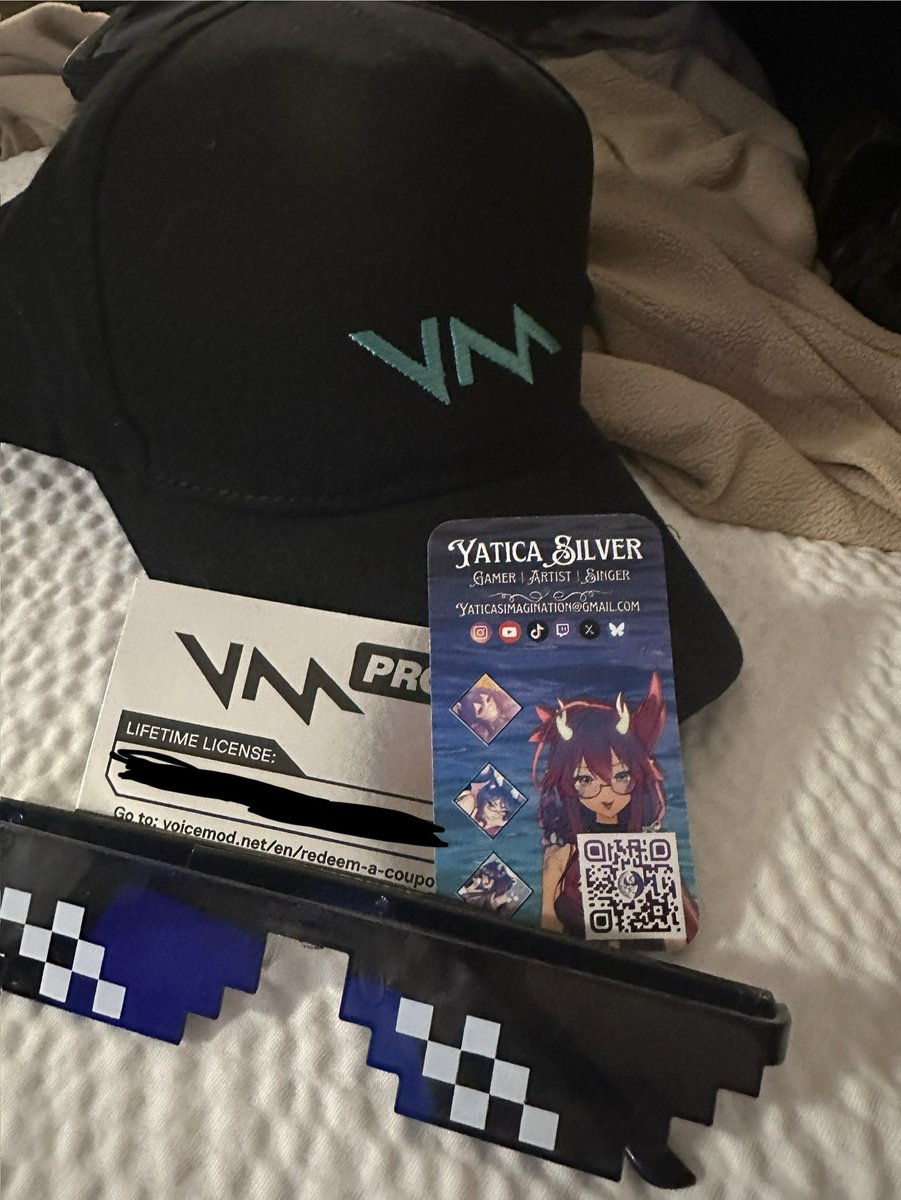 VM
YATICA SILVER
GAMER | ARTIST | SINGER
YATICASIMAGINATION@GMAIL.COM
VM
LIFETIME LICENSE:
Go to: voicemod.net/en/redeem-a-coupo